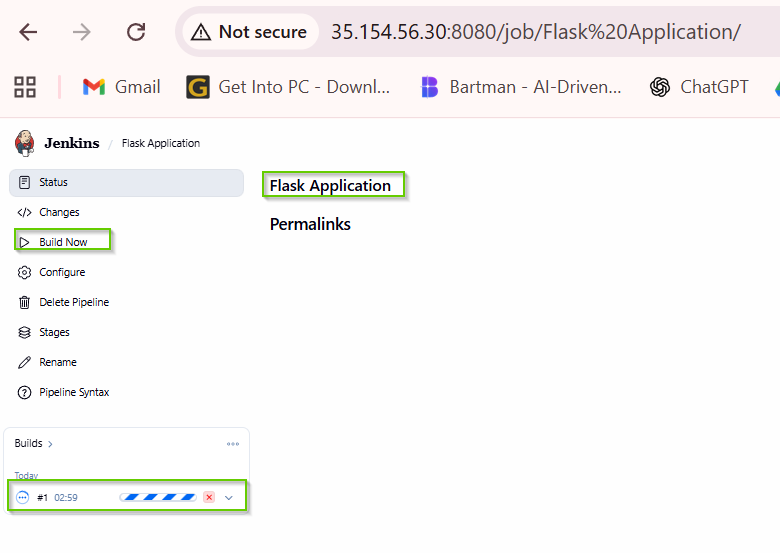 Not secure 35.154.56.30:8080/job/Flask%20Application/
Gmail Get Into PC - Downl... Bartman - AI-Driven... ChatGPT
Jenkins / Flask Application
Status
Flask Application
Changes
Permalinks
Build Now
Configure
Delete Pipeline
Stages
Rename
Pipeline Syntax
Builds
Today
#1 02:59